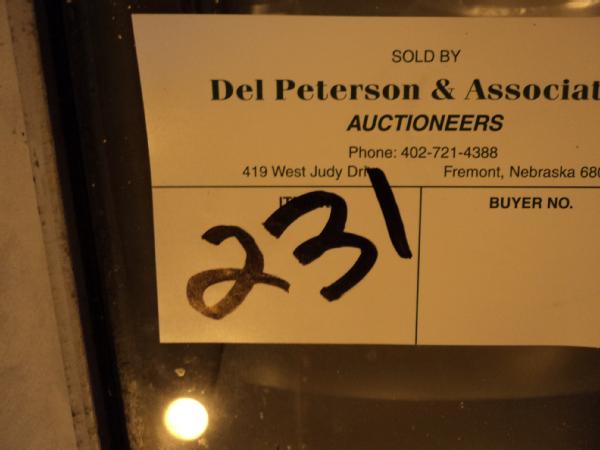 SOLD BY
Del Peterson & Associat
AUCTIONEERS
Phone: 402-721-4388
419 West Judy Fremont, Nebraska 680
BUYER NO.
231